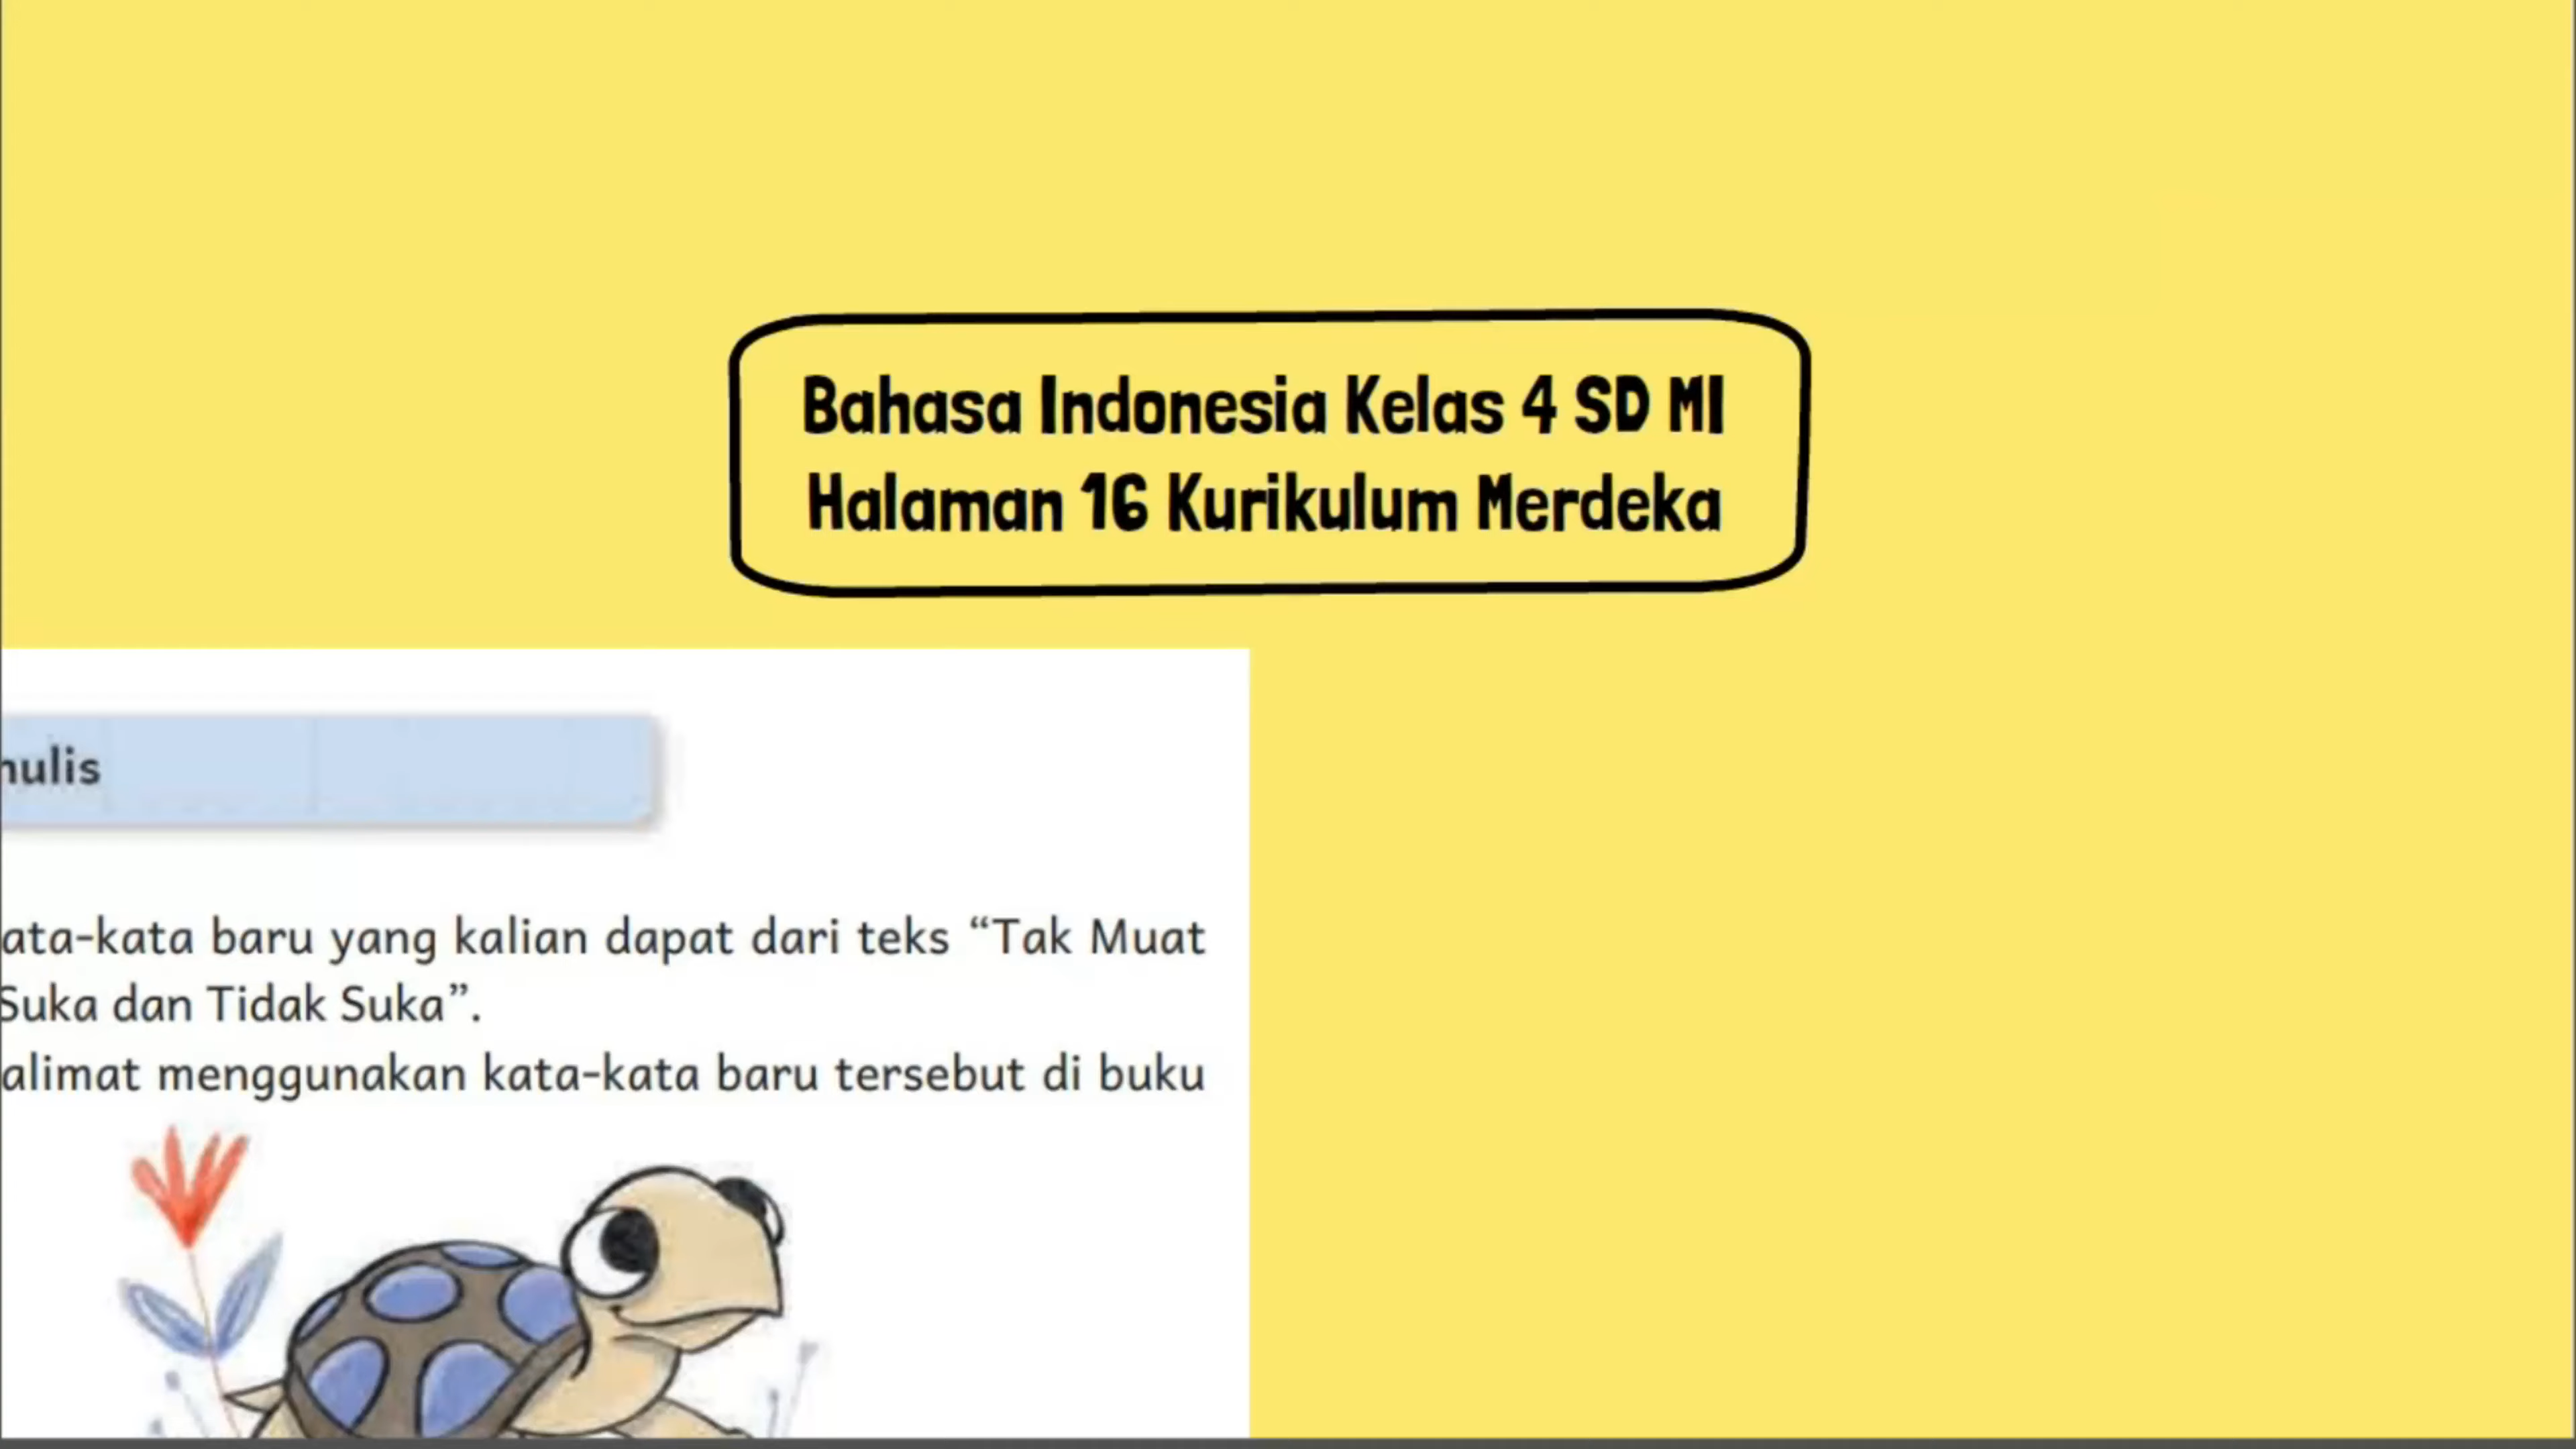 Bahasa Indonesia Kelas 4 SD MI
Halaman 16 Kurikulum Merdeka
nulis
ata-kata baru yang kalian dapat dari teks “Tak Muat
Suka dan Tidak Suka”.
alimat menggunakan kata-kata baru tersebut di buku